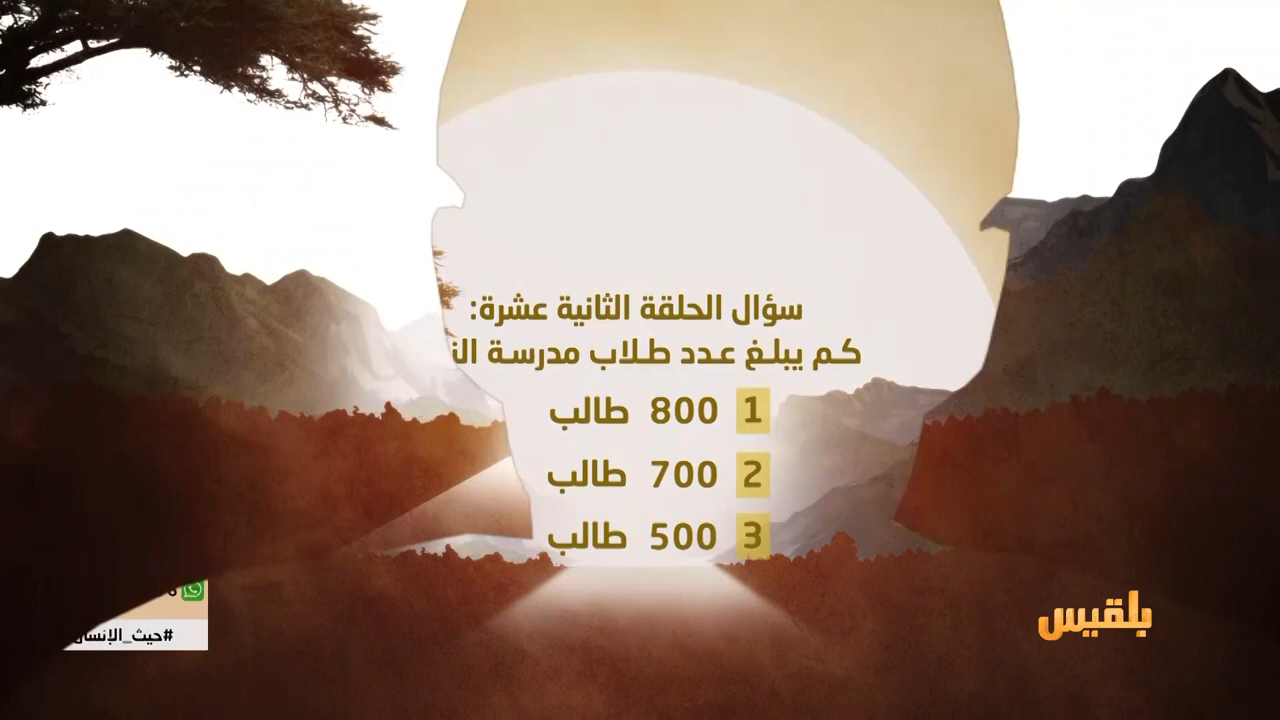 سؤال الحلقة الثانية عشرة:
كم يبلغ عدد طلاب مدرسة
1 800 طالب
2 700 طالب
3 500 طالب
#حيث_الإنسان
بلقيس